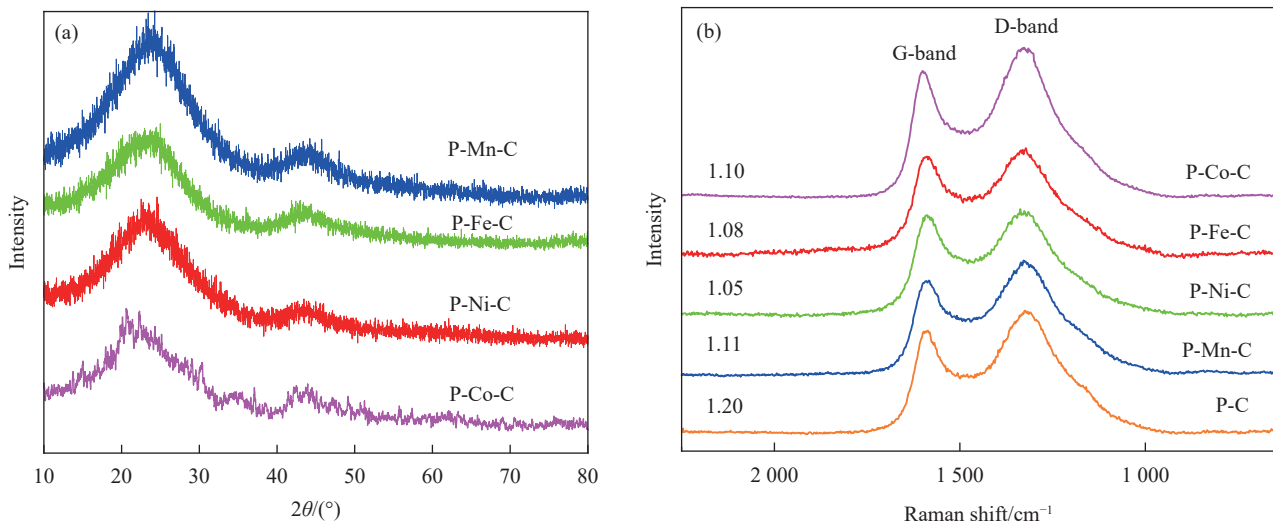 (a)
P-Mn-C
P-Fe-C
P-Ni-C
P-Co-C
Intensity
10 20 30 40 50 60 70 80
2θ/(°)
(b)
D-band
G-band
1.10 P-Co-C
1.08 P-Fe-C
1.05 P-Ni-C
1.11 P-Mn-C
1.20 P-C
Intensity
2 000 1 500 1 000
Raman shift/cm⁻¹